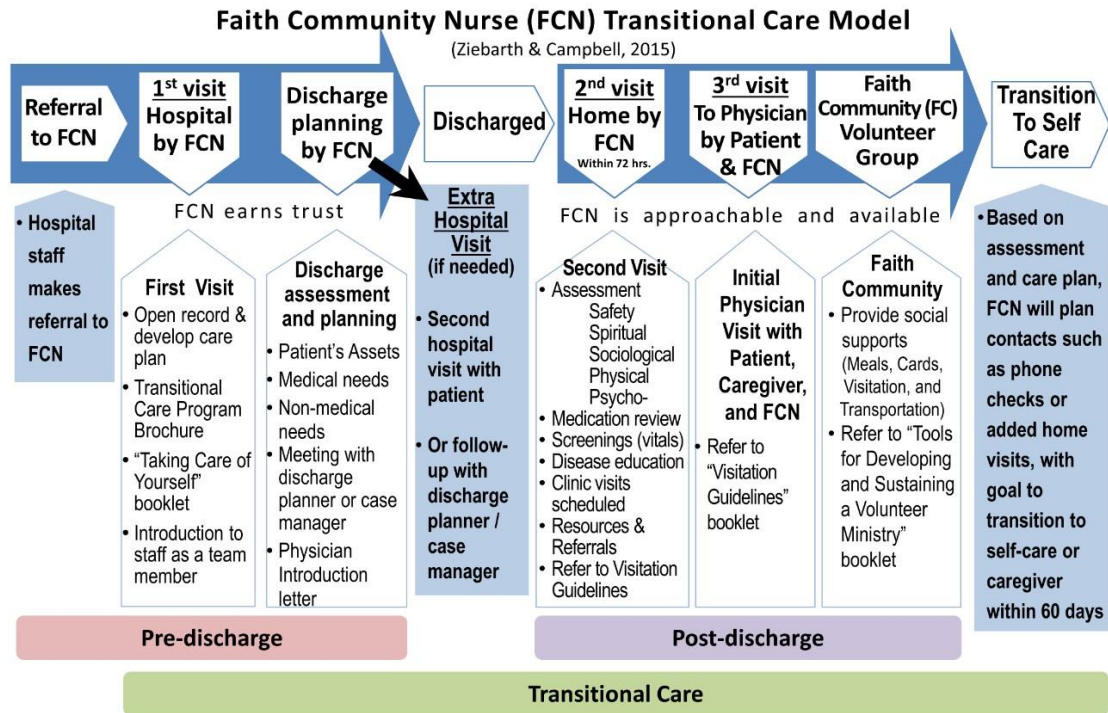 Faith Community Nurse (FCN) Transitional Care Model
(Ziebarth & Campbell, 2015)
Referral
to FCN
1st visit
Hospital
by FCN
Discharge
planning
by FCN
Discharged
2nd visit
Home by
FCN
Within 72 hrs.
3rd visit
To Physician
by Patient
& FCN
Faith
Community (FC)
Volunteer
Group
Transition
To Self
Care
FCN earns trust
FCN is approachable and available
• Hospital
staff
makes
referral to
FCN
First Visit
• Open record &
develop care
plan
• Transitional
Care Program
Brochure
• “Taking Care of
Yourself”
booklet
• Introduction to
staff as a team
member
Discharge
assessment
and planning
• Patient’s Assets
• Medical needs
• Non-medical
needs
• Meeting with
discharge
planner or case
manager
• Physician
Introduction
letter
Extra
Hospital
Visit
(if needed)
• Second
hospital
visit with
patient
• Or follow-
up with
discharge
planner /
case
manager
Second Visit
• Assessment
Safety
Spiritual
Sociological
Physical
Psycho-
• Medication review
• Screenings (vitals)
• Disease education
• Clinic visits
scheduled
• Resources &
Referrals
• Refer to Visitation
Guidelines
Initial
Physician
Visit with
Patient,
Caregiver,
and FCN
• Refer to
“Visitation
Guidelines”
booklet
Faith
Community
• Provide social
supports
(Meals, Cards,
Visitation, and
Transportation)
• Refer to “Tools
for Developing
and Sustaining
a Volunteer
Ministry”
booklet
• Based on
assessment
and care plan,
FCN will plan
contacts such
as phone
checks or
added home
visits, with
goal to
transition to
self-care or
caregiver
within 60 days
Pre-discharge
Post-discharge
Transitional Care